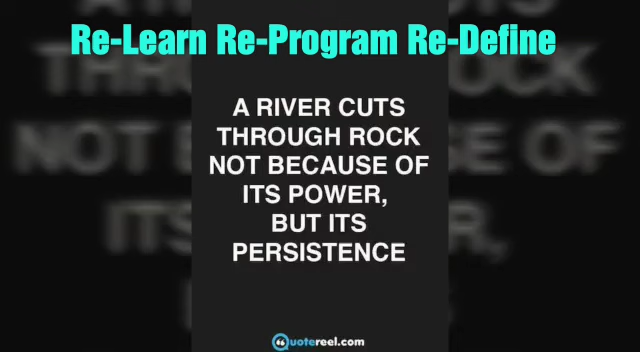 Re-Learn Re-Program Re-Define
A RIVER CUTS
THROUGH ROCK
NOT BECAUSE OF
ITS POWER,
BUT ITS
PERSISTENCE
Quotereel.com